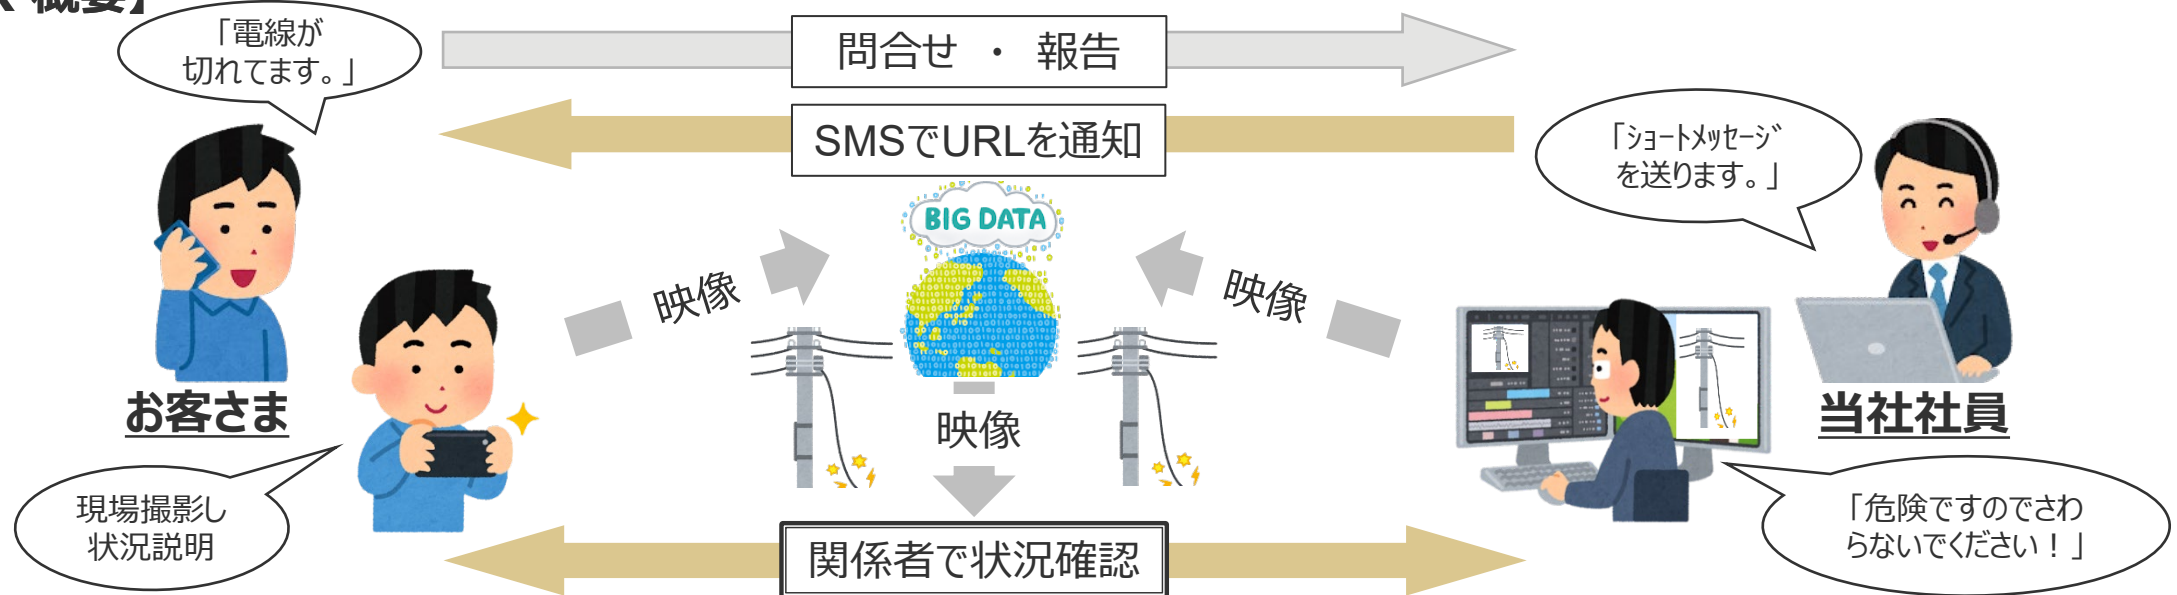 概要】
「電線が
切れてます。」
問合せ ・ 報告
SMSでURLを通知
「ｼｮｰﾄﾒｯｾｰｼﾞ
を送ります。」
BIG DATA
映像
映像
映像
お客さま
当社社員
現場撮影し
状況説明
関係者で状況確認
「危険ですのでさわ
らないでください！」